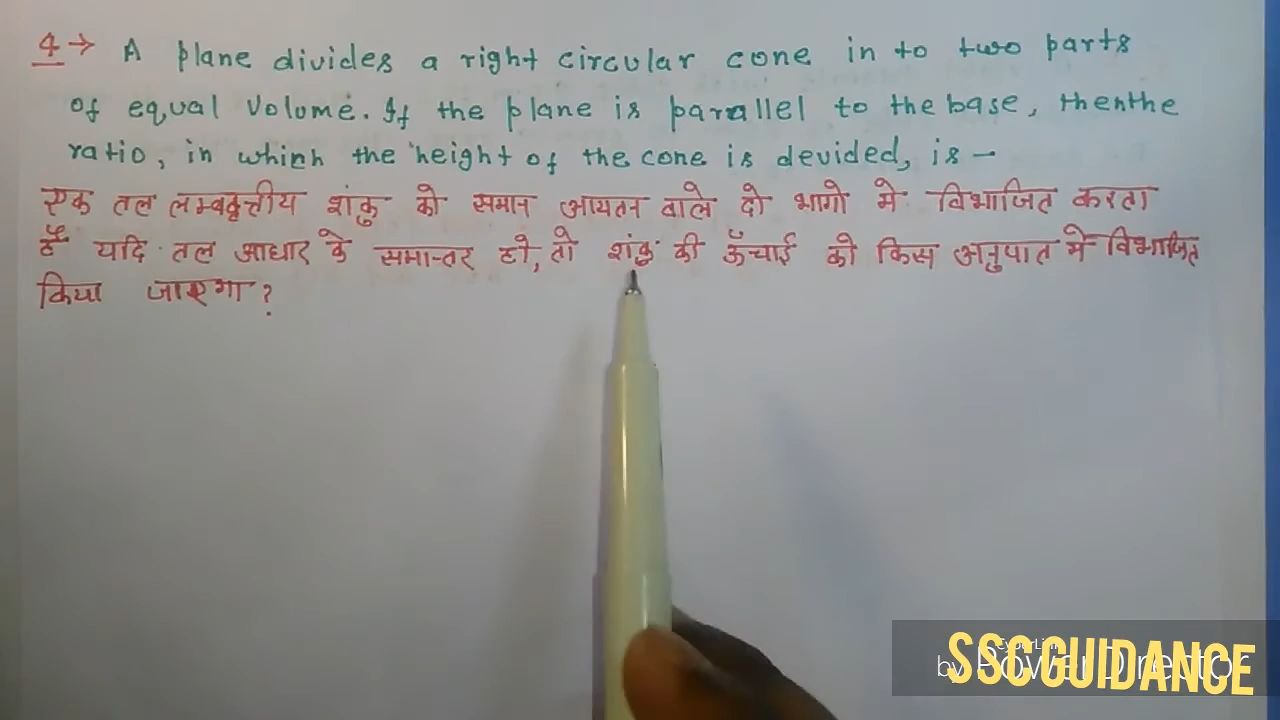 4→ A plane divides a right circular cone in to two parts
of equal volume. If the plane is parallel to the base, then the
ratio, in which the height of the cone is devided, is –
एक तल लम्बवृत्तीय शंकु को समान आयतन वाले दो भागो मे विभाजित करता
है यदि तल आधार के समान्तर हो, तो शंकु की ऊँचाई को किस अनुपात मे विभाजित
किया जाएगा?
by PowerDirector
SSCGUIDANCE